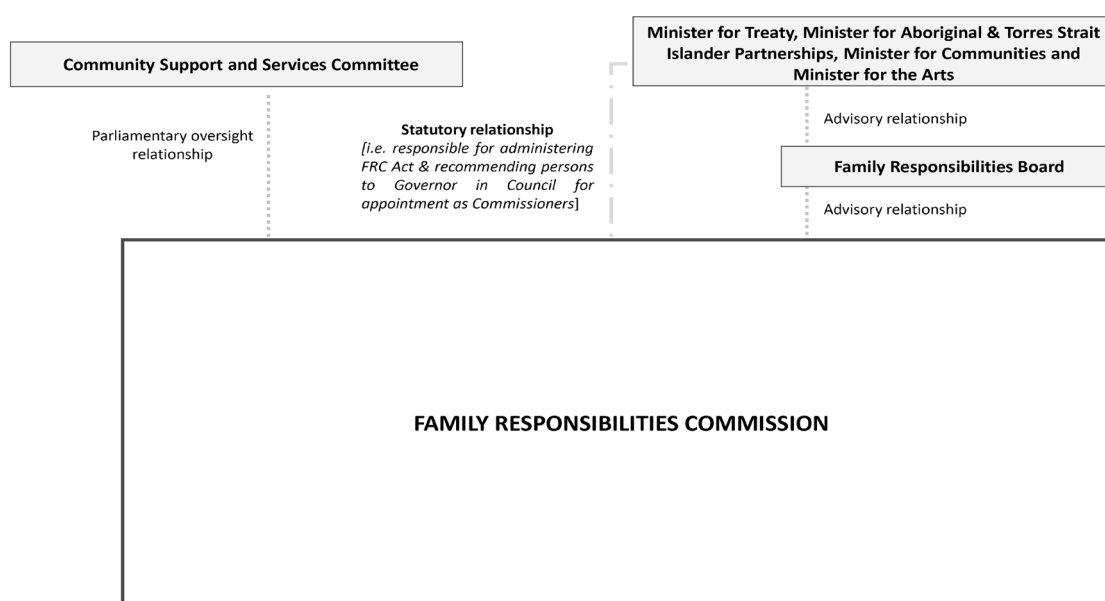 Community Support and Services Committee
Minister for Treaty, Minister for Aboriginal & Torres Strait
Islander Partnerships, Minister for Communities and
Minister for the Arts
Parliamentary oversight
relationship
Statutory relationship
[i.e. responsible for administering
FRC Act & recommending persons
to Governor in Council for
appointment as Commissioners]
Advisory relationship
Family Responsibilities Board
Advisory relationship
FAMILY RESPONSIBILITIES COMMISSION